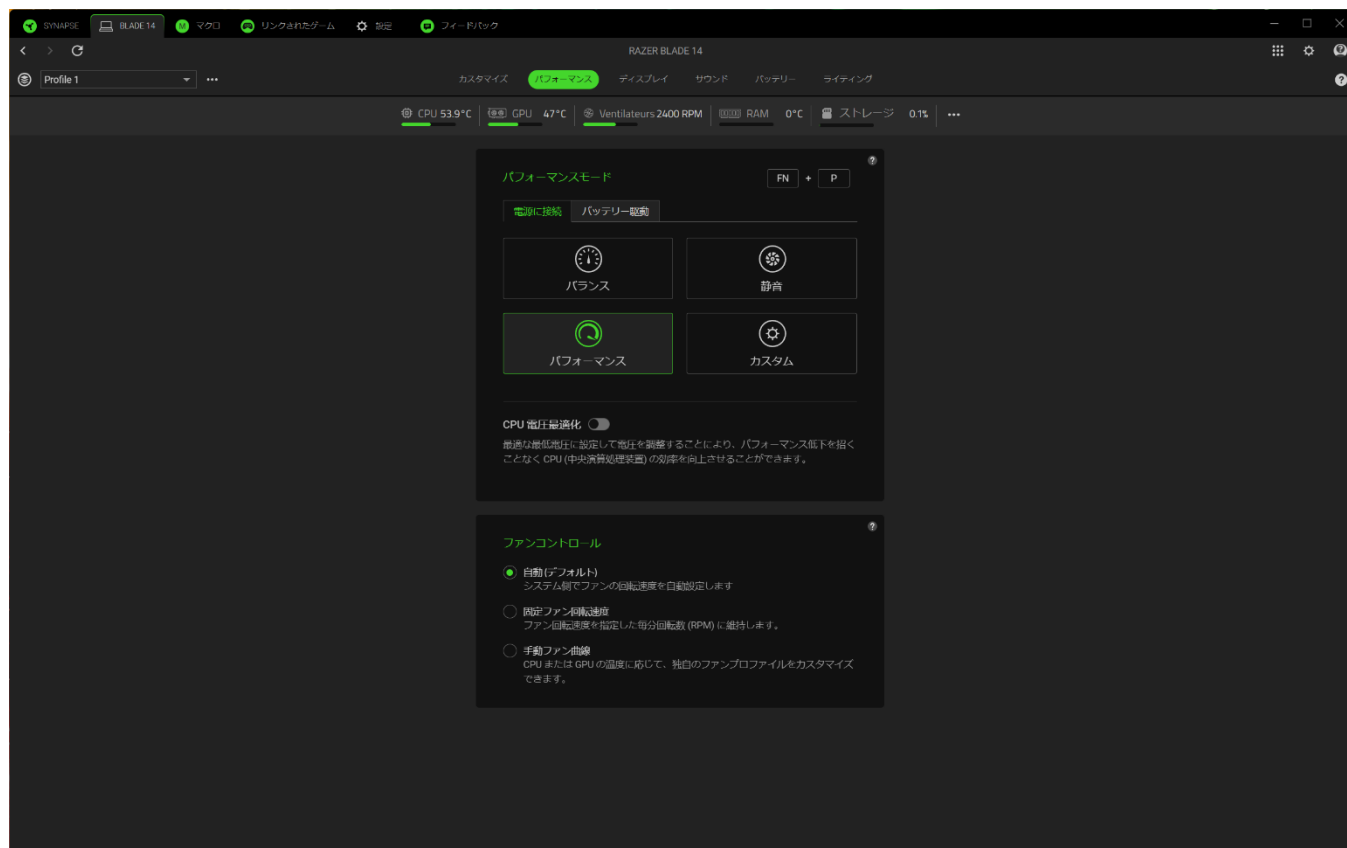 SYNAPSE BLADE 14 マクロ リンクされたゲーム 設定 フィードバック
RAZER BLADE 14
Profile 1 カスタマイズ パフォーマンス ディスプレイ サウンド バッテリー ライティング
CPU 53.9°C GPU 47°C Ventilateurs 2400 RPM RAM 0°C ストレージ 0.1%
パフォーマンスモード FN + P
電源に接続 バッテリー駆動
バランス 静音
パフォーマンス カスタム
CPU 電圧最適化
最適な最低電圧に設定して電圧を調整することにより、パフォーマンス低下を招く
ことなく CPU (中央演算処理装置) の効率を向上させることができます。
ファンコントロール
自動(デフォルト)
システム側でファンの回転速度を自動設定します
固定ファン回転速度
ファン回転速度を指定した毎分回転数 (RPM) に維持します。
手動ファン曲線
CPU または GPU の温度に応じて、独自のファンプロファイルをカスタマイズ
できます。